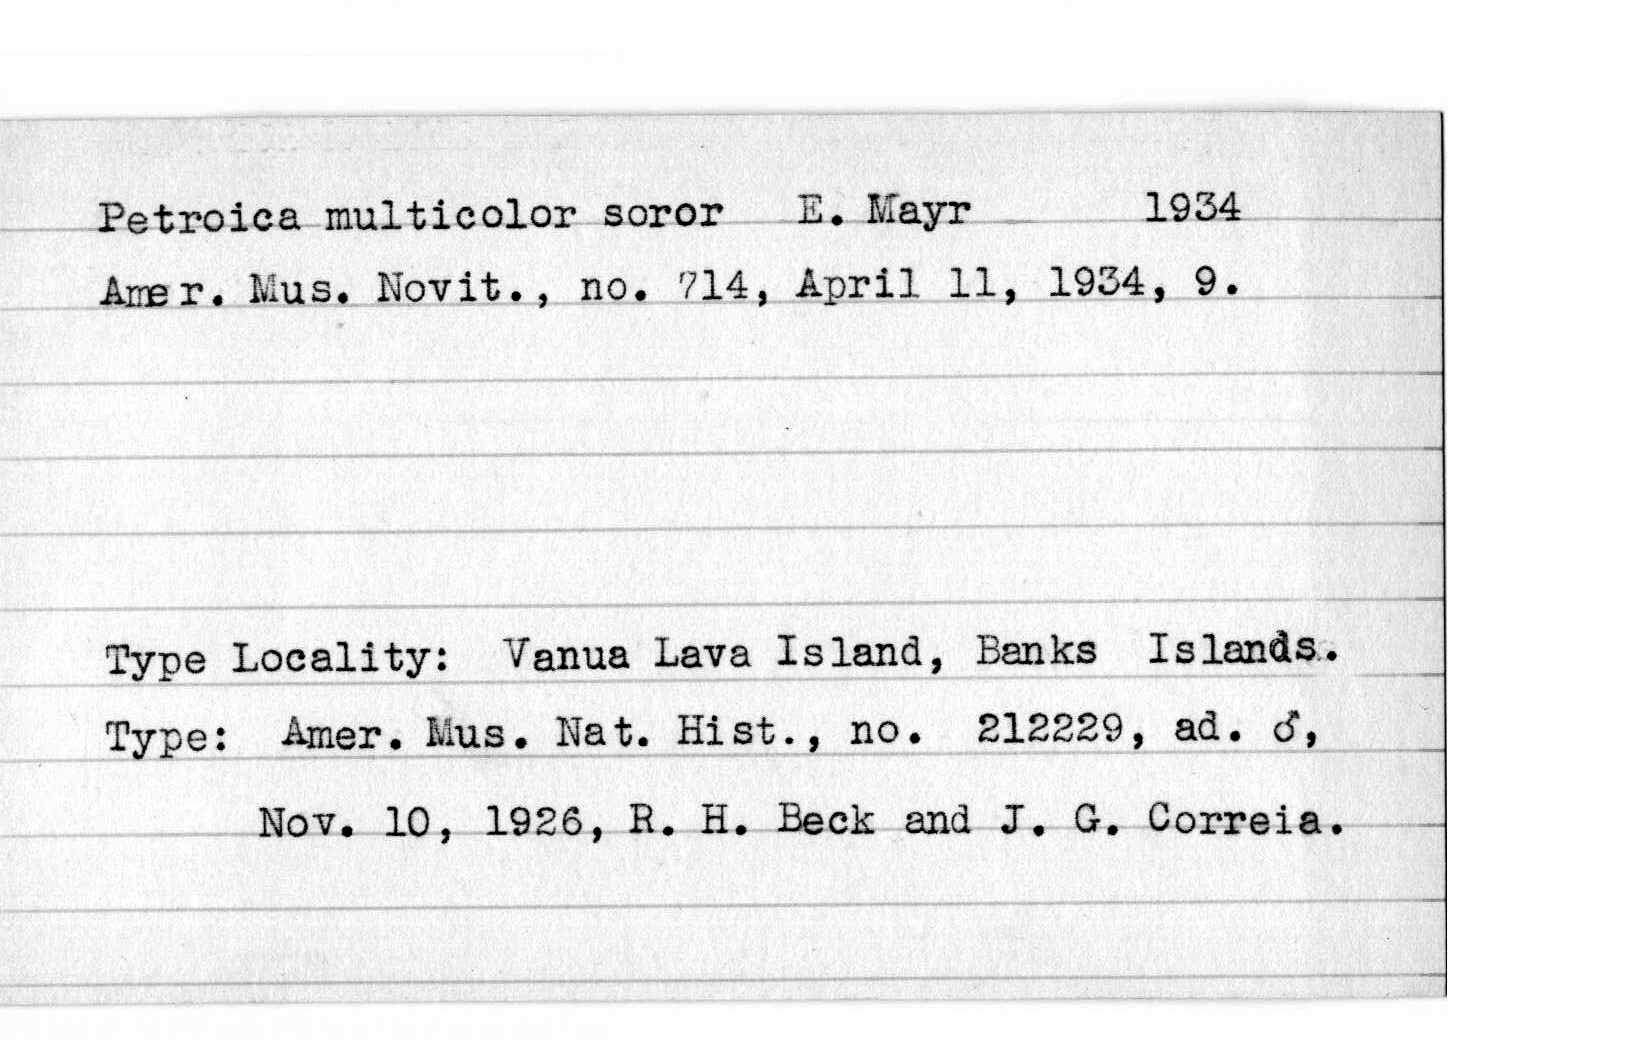 Petroica multicolor soror E. Mayr 1934
Amer. Mus. Novit., no. 714, April 11, 1934, 9.
Type Locality: Vanua Lava Island, Banks Islands.
Type: Amer. Mus. Nat. Hist., no. 212229, ad. ♂,
Nov. 10, 1926, R. H. Beck and J. G. Correia.